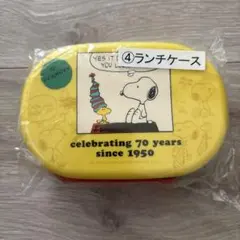 ④ランチケース
YES IT
YOU
celebrating 70 years
since 1950